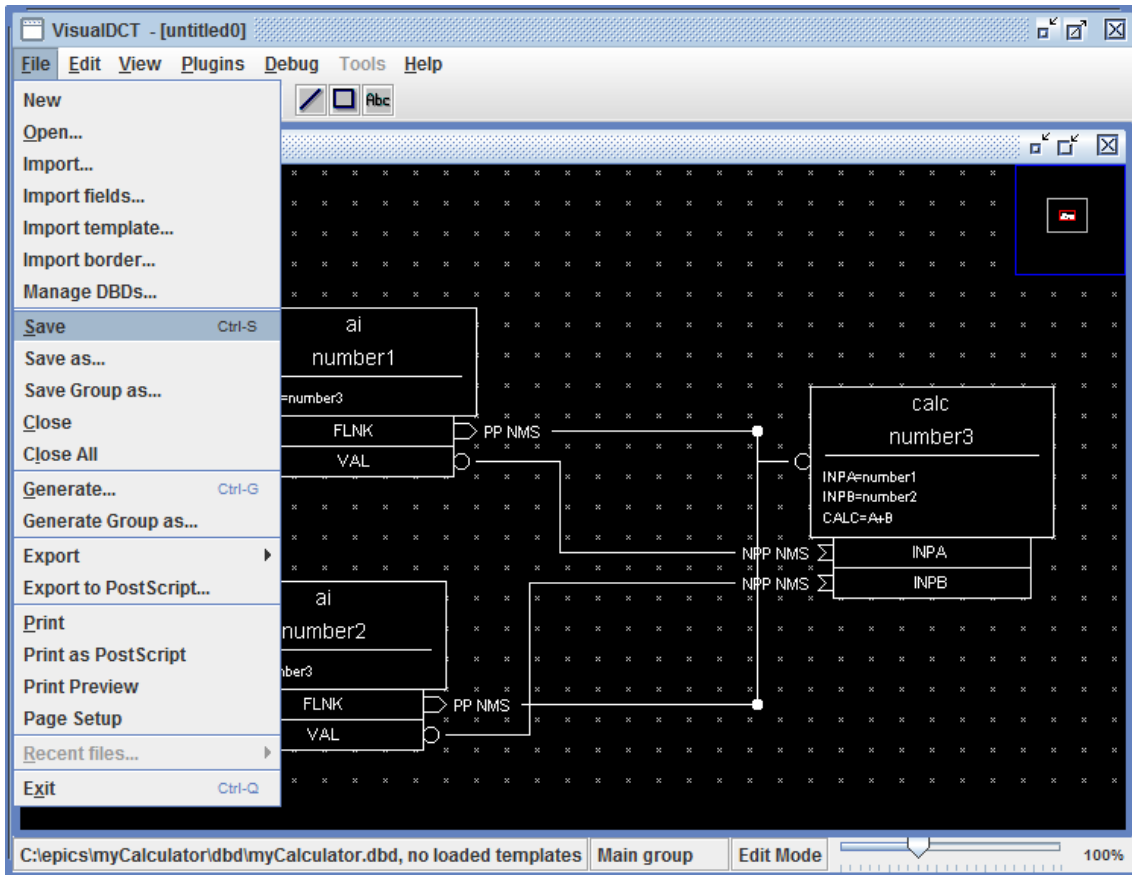 VisualDCT - [untitled0]
File Edit View Plugins Debug Tools Help
Abc
New
Open...
Import...
Import fields...
Import template...
Import border...
Manage DBDs...
Save Ctrl-S
Save as...
Save Group as...
Close
Close All
Generate... Ctrl-G
Generate Group as...
Export
Export to PostScript...
Print
Print as PostScript
Print Preview
Page Setup
Recent files...
Exit Ctrl-Q
ai
number1
=number3
FLNK
PP NMS
VAL
ai
number2
nber3
FLNK
PP NMS
VAL
calc
number3
INPA=number1
INPB=number2
CALC=A+B
NPP NMS
INPA
NPP NMS
INPB
C:\epics\myCalculator\dbd\myCalculator.dbd, no loaded templates Main group Edit Mode 100%